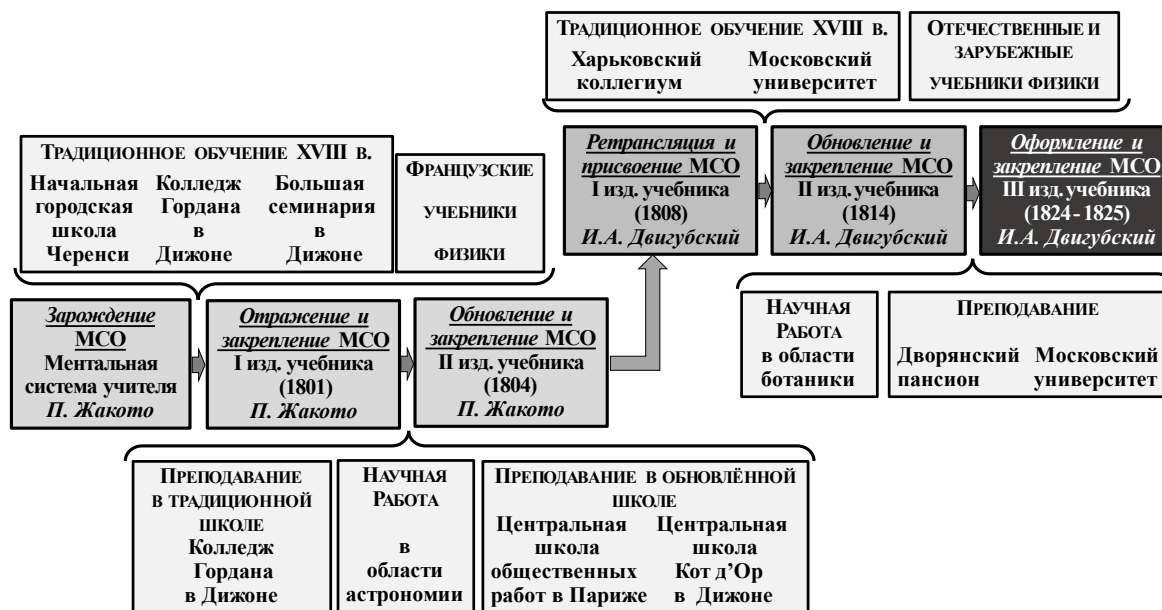 ТРАДИЦИОННОЕ ОБУЧЕНИЕ XVIII В.
Харьковский Московский
коллегиум университет
ОТЕЧЕСТВЕННЫЕ И
ЗАРУБЕЖНЫЕ
УЧЕБНИКИ ФИЗИКИ
ТРАДИЦИОННОЕ ОБУЧЕНИЕ XVIII В.
Начальная Колледж Большая
городская Гордана семинария
школа в в
Черенси Дижоне Дижоне
ФРАНЦУЗСКИЕ
УЧЕБНИКИ
ФИЗИКИ
Ретрансляция и
присвоение МСО
I изд. учебника
(1808)
И.А. Двигубский
Обновление и
закрепление МСО
II изд. учебника
(1814)
И.А. Двигубский
Оформление и
закрепление МСО
III изд. учебника
(1824-1825)
И.А. Двигубский
Зарождение
МСО
Ментальная
система учителя
П. Жакото
Отражение и
закрепление МСО
I изд. учебника
(1801)
П. Жакото
Обновление и
закрепление МСО
II изд. учебника
(1804)
П. Жакото
НАУЧНАЯ
РАБОТА
в области
ботаники
ПРЕПОДАВАНИЕ
Дворянский Московский
пансион университет
ПРЕПОДАВАНИЕ
В ТРАДИЦИОННОЙ
ШКОЛЕ
Колледж
Гордана
в Дижоне
НАУЧНАЯ
РАБОТА
в
области
астрономии
ПРЕПОДАВАНИЕ В ОБНОВЛЁННОЙ
ШКОЛЕ
Центральная Центральная
школа школа
общественных Кот д’Ор
работ в Париже в Дижоне